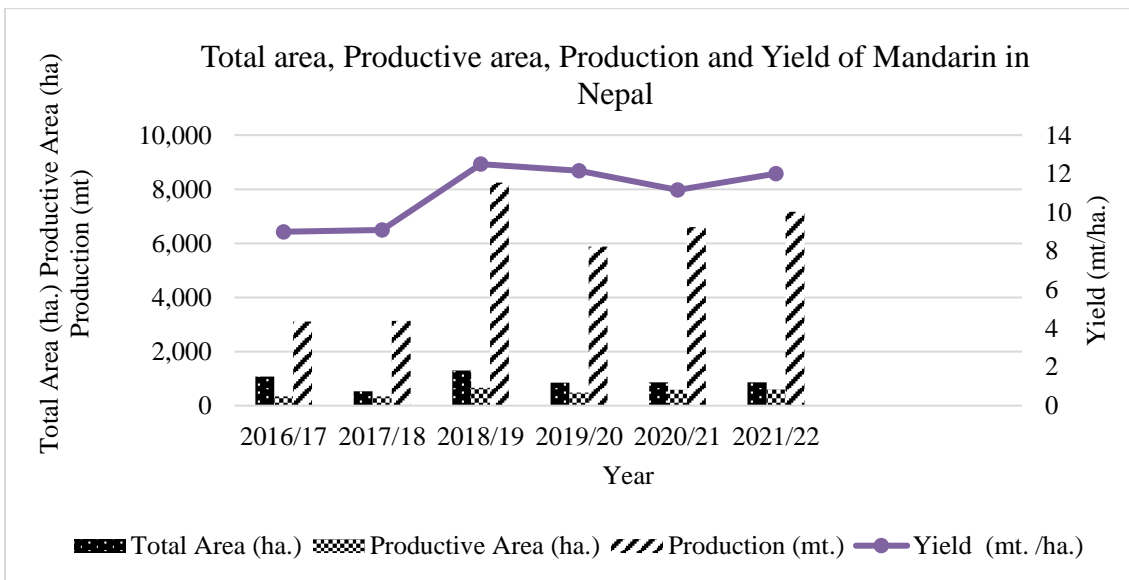 Total area, Productive area, Production and Yield of Mandarin in
Nepal
Total Area (ha.) Productive Area (ha)
Production (mt)
10,000
8,000
6,000
4,000
2,000
0
14
12
10
8
6
4
2
0
Yield (mt/ha.)
2016/17 2017/18 2018/19 2019/20 2020/21 2021/22
Year
Total Area (ha.) Productive Area (ha.) Production (mt.) Yield (mt. /ha.)